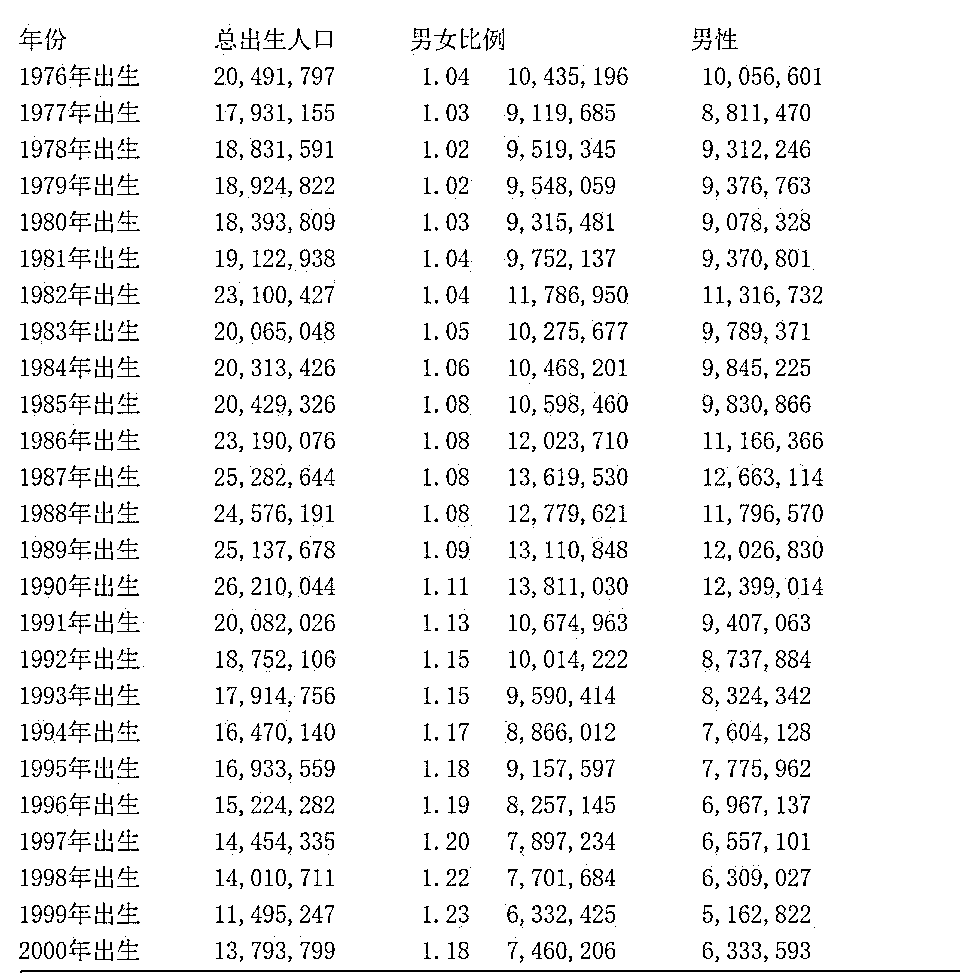 年份 总出生人口 男女比例 男性
1976年出生 20,491,797 1.04 10,435,196 10,056,601
1977年出生 17,931,155 1.03 9,119,685 8,811,470
1978年出生 18,831,591 1.02 9,519,345 9,312,246
1979年出生 18,924,822 1.02 9,548,059 9,376,763
1980年出生 18,393,809 1.03 9,315,481 9,078,328
1981年出生 19,122,938 1.04 9,752,137 9,370,801
1982年出生 23,100,427 1.04 11,786,950 11,316,732
1983年出生 20,065,048 1.05 10,275,677 9,789,371
1984年出生 20,313,426 1.06 10,468,201 9,845,225
1985年出生 20,429,326 1.08 10,598,460 9,830,866
1986年出生 23,190,076 1.08 12,023,710 11,166,366
1987年出生 25,282,644 1.08 13,619,530 12,663,114
1988年出生 24,576,191 1.08 12,779,621 11,796,570
1989年出生 25,137,678 1.09 13,110,848 12,026,830
1990年出生 26,210,044 1.11 13,811,030 12,399,014
1991年出生 20,082,026 1.13 10,674,963 9,407,063
1992年出生 18,752,106 1.15 10,014,222 8,737,884
1993年出生 17,914,756 1.15 9,590,414 8,324,342
1994年出生 16,470,140 1.17 8,866,012 7,604,128
1995年出生 16,933,559 1.18 9,157,597 7,775,962
1996年出生 15,224,282 1.19 8,257,145 6,967,137
1997年出生 14,454,335 1.20 7,897,234 6,557,101
1998年出生 14,010,711 1.22 7,701,684 6,309,027
1999年出生 11,495,247 1.23 6,332,425 5,162,822
2000年出生 13,793,799 1.18 7,460,206 6,333,593